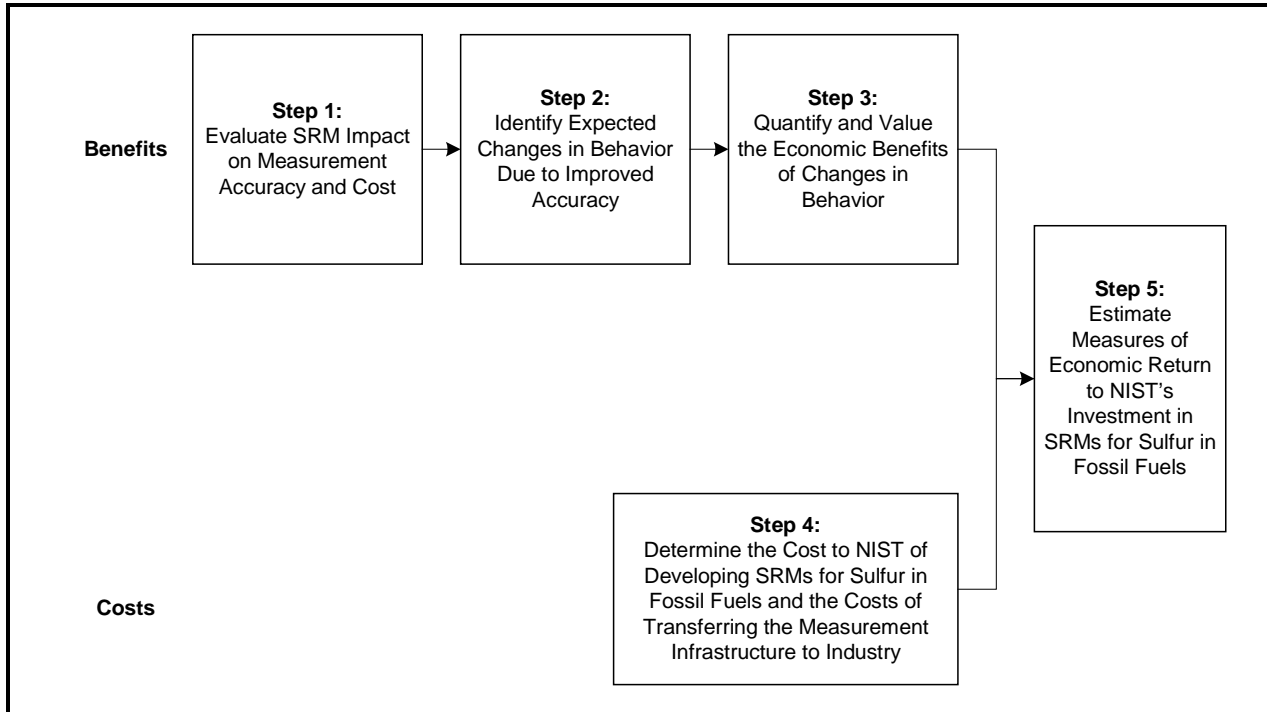 Benefits
Step 1:
Evaluate SRM Impact
on Measurement
Accuracy and Cost
Step 2:
Identify Expected
Changes in Behavior
Due to Improved
Accuracy
Step 3:
Quantify and Value
the Economic Benefits
of Changes in
Behavior
Step 5:
Estimate
Measures of
Economic Return
to NIST’s
Investment in
SRMs for Sulfur in
Fossil Fuels
Costs
Step 4:
Determine the Cost to NIST of
Developing SRMs for Sulfur in
Fossil Fuels and the Costs of
Transferring the Measurement
Infrastructure to Industry